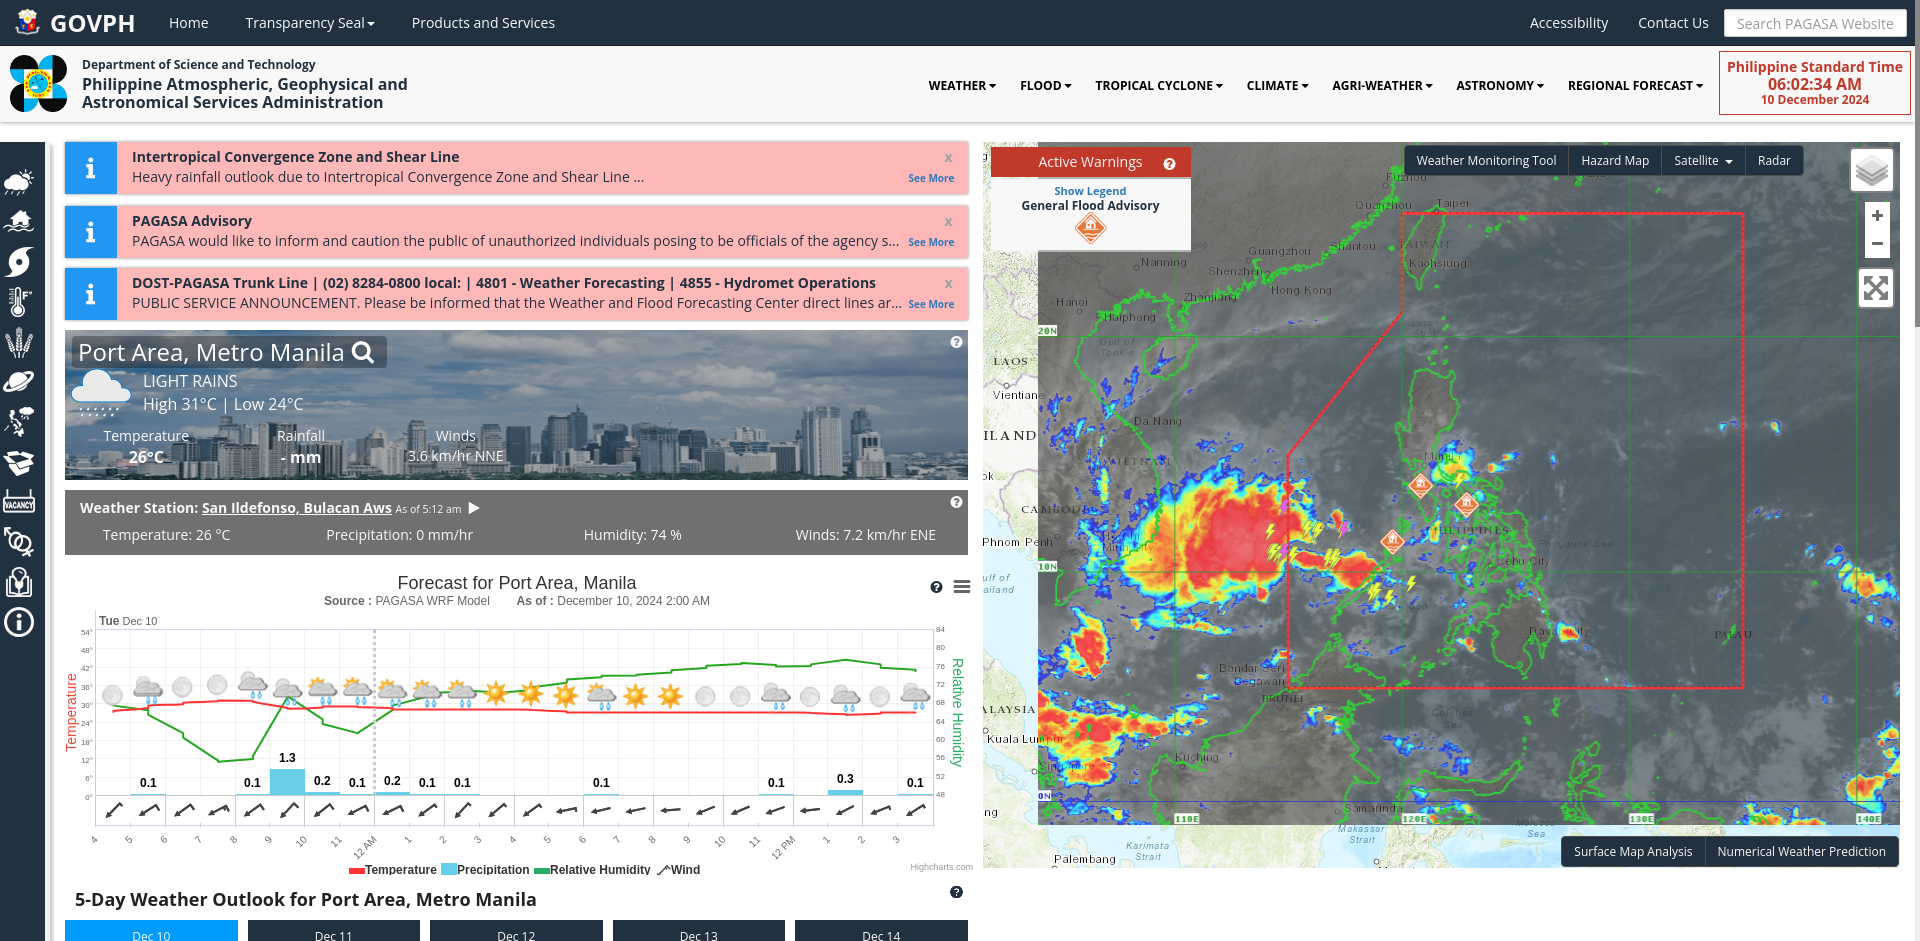 GOVPH
Home
Transparency Seal
Products and Services
Accessibility
Contact Us
Search PAGASA Website
Department of Science and Technology
Philippine Atmospheric, Geophysical and
Astronomical Services Administration
WEATHER
FLOOD
TROPICAL CYCLONE
CLIMATE
AGRI-WEATHER
ASTRONOMY
REGIONAL FORECAST
Philippine Standard Time
06:02:34 AM
10 December 2024
Intertropical Convergence Zone and Shear Line
x
Heavy rainfall outlook due to Intertropical Convergence Zone and Shear Line ...
See More
PAGASA Advisory
x
PAGASA would like to inform and caution the public of unauthorized individuals posing to be officials of the agency s...
See More
DOST-PAGASA Trunk Line | (02) 8284-0800 local: | 4801 - Weather Forecasting | 4855 - Hydromet Operations
x
PUBLIC SERVICE ANNOUNCEMENT. Please be informed that the Weather and Flood Forecasting Center direct lines ar...
See More
VACANCY
Port Area, Metro Manila
LIGHT RAINS
High 31°C | Low 24°C
Temperature
26°C
Rainfall
- mm
Winds
3.6 km/hr NNE
Weather Station: San Ildefonso, Bulacan Aws As of 5:12 am
Temperature: 26 °C
Precipitation: 0 mm/hr
Humidity: 74 %
Winds: 7.2 km/hr ENE
Forecast for Port Area, Manila
Source : PAGASA WRF Model As of : December 10, 2024 2:00 AM
Tue Dec 10
54°
48°
42°
36°
30°
24°
18°
12°
6°
0°
Temperature
84
80
76
72
68
64
60
56
52
48
Relative Humidity
0.1
0.1
1.3
0.2
0.1
0.2
0.1
0.1
0.1
0.1
0.3
0.1
4 5 6 7 8 9 10 11 12 AM 1 2 3 4 5 6 7 8 9 10 11 12 PM 1 2 3
Temperature Precipitation Relative Humidity Wind
Highcharts.com
5-Day Weather Outlook for Port Area, Metro Manila
Dec 10
Dec 11
Dec 12
Dec 13
Dec 14
Active Warnings
Show Legend
General Flood Advisory
Weather Monitoring Tool
Hazard Map
Satellite
Radar
+
−
Fuzhou
Quanzhou
Taipei
Guangzhou
Shantou
TAIWAN
Nanning
Shenzhen
Kaohsiung
Hanoi
Zhanjiang
Hong Kong
Haiphong
20N
Luzon
Strait
Gulf of
Tonkin
LAOS
Vientiane
Da Nang
ILAND
VIETNAM
Manila
ok
CAMBODIA
PHILIPPINES
Phnom Penh
Philippine Sea
Cebu City
10N
ulf of
ailand
Davao City
PALAU
Bandar Seri
Begawan
BRUNEI
ALAYSIA
Celebes
Sea
Kuala Lumpur
Kuching
Singapore
0N
Samarinda
ng
110E
120E
130E
140E
Makassar
Strait
Molucca
Sea
Karimata
Strait
Palembang
Surface Map Analysis
Numerical Weather Prediction